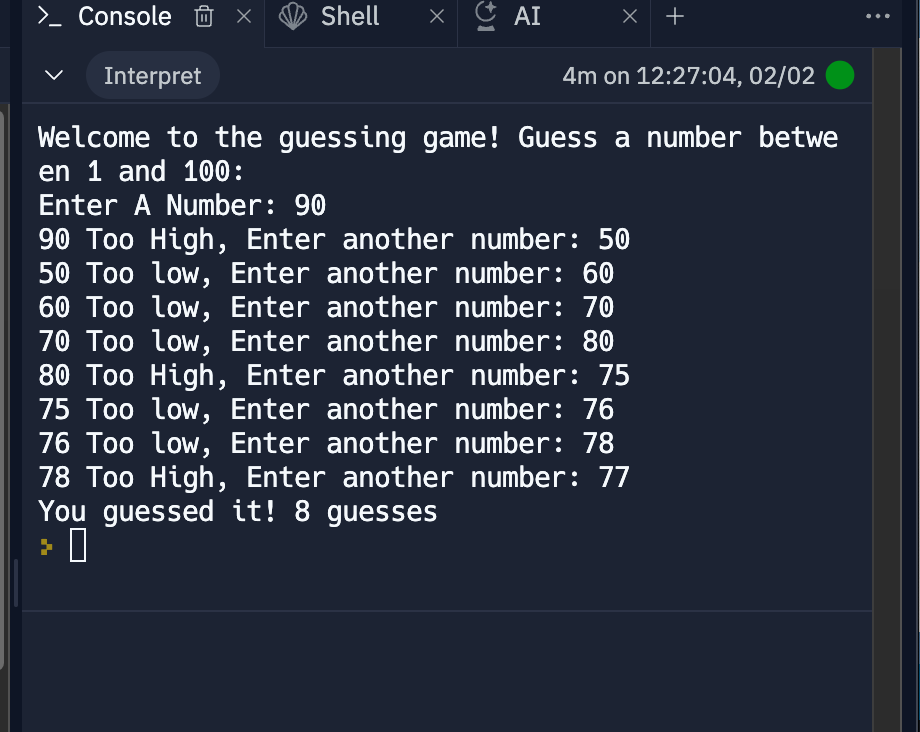 Console
Shell
AI
Interpret
4m on 12:27:04, 02/02
Welcome to the guessing game! Guess a number betwe
en 1 and 100:
Enter A Number: 90
90 Too High, Enter another number: 50
50 Too low, Enter another number: 60
60 Too low, Enter another number: 70
70 Too low, Enter another number: 80
80 Too High, Enter another number: 75
75 Too low, Enter another number: 76
76 Too low, Enter another number: 78
78 Too High, Enter another number: 77
You guessed it! 8 guesses